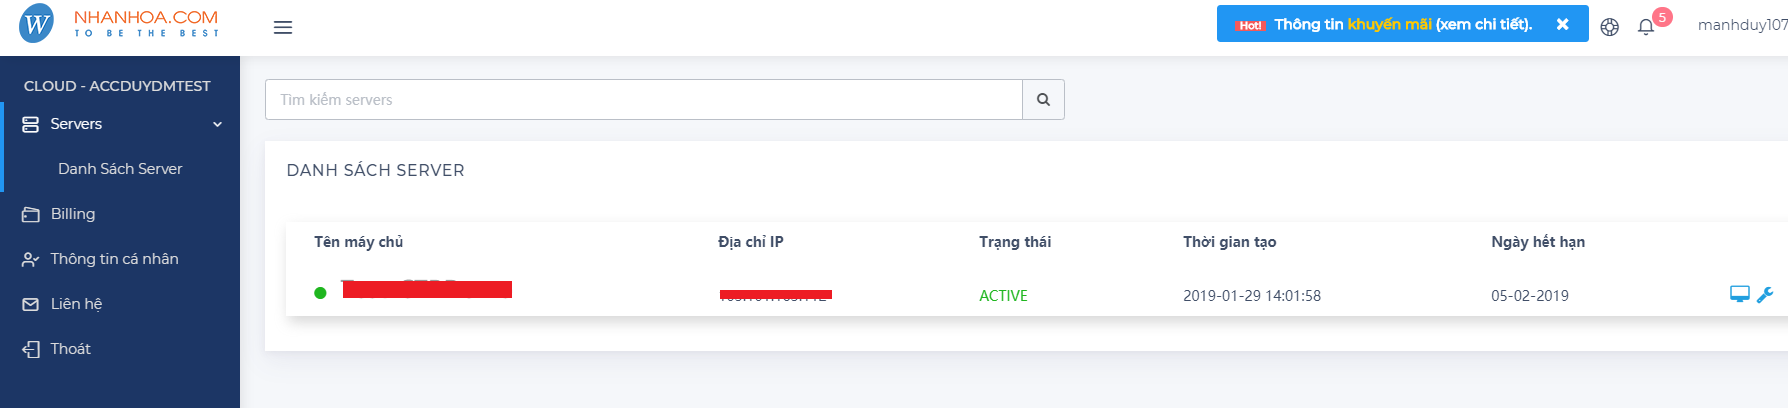 W NHANHOA.COM
TO BE THE BEST
Hot! Thông tin khuyến mãi (xem chi tiết). ×
5
manhduy107
CLOUD - ACCDUYDMTEST
Servers
Danh Sách Server
Billing
Thông tin cá nhân
Liên hệ
Thoát
Tìm kiếm servers
DANH SÁCH SERVER
Tên máy chủ Địa chỉ IP Trạng thái Thời gian tạo Ngày hết hạn
ACTIVE 2019-01-29 14:01:58 05-02-2019